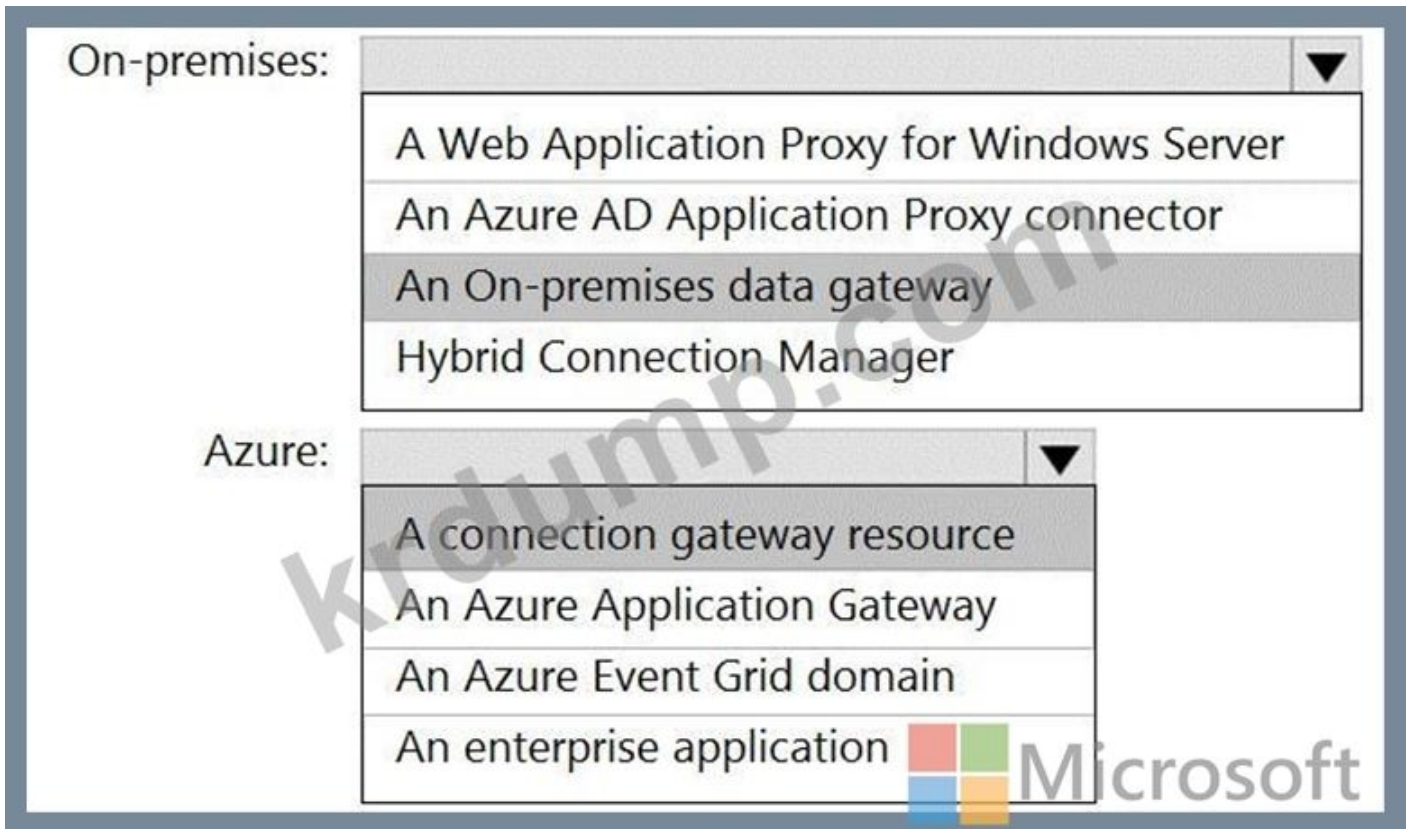 On-premises:
A Web Application Proxy for Windows Server
An Azure AD Application Proxy connector
An On-premises data gateway
Hybrid Connection Manager
Azure:
A connection gateway resource
An Azure Application Gateway
An Azure Event Grid domain
An enterprise application
krdump.com
Microsoft